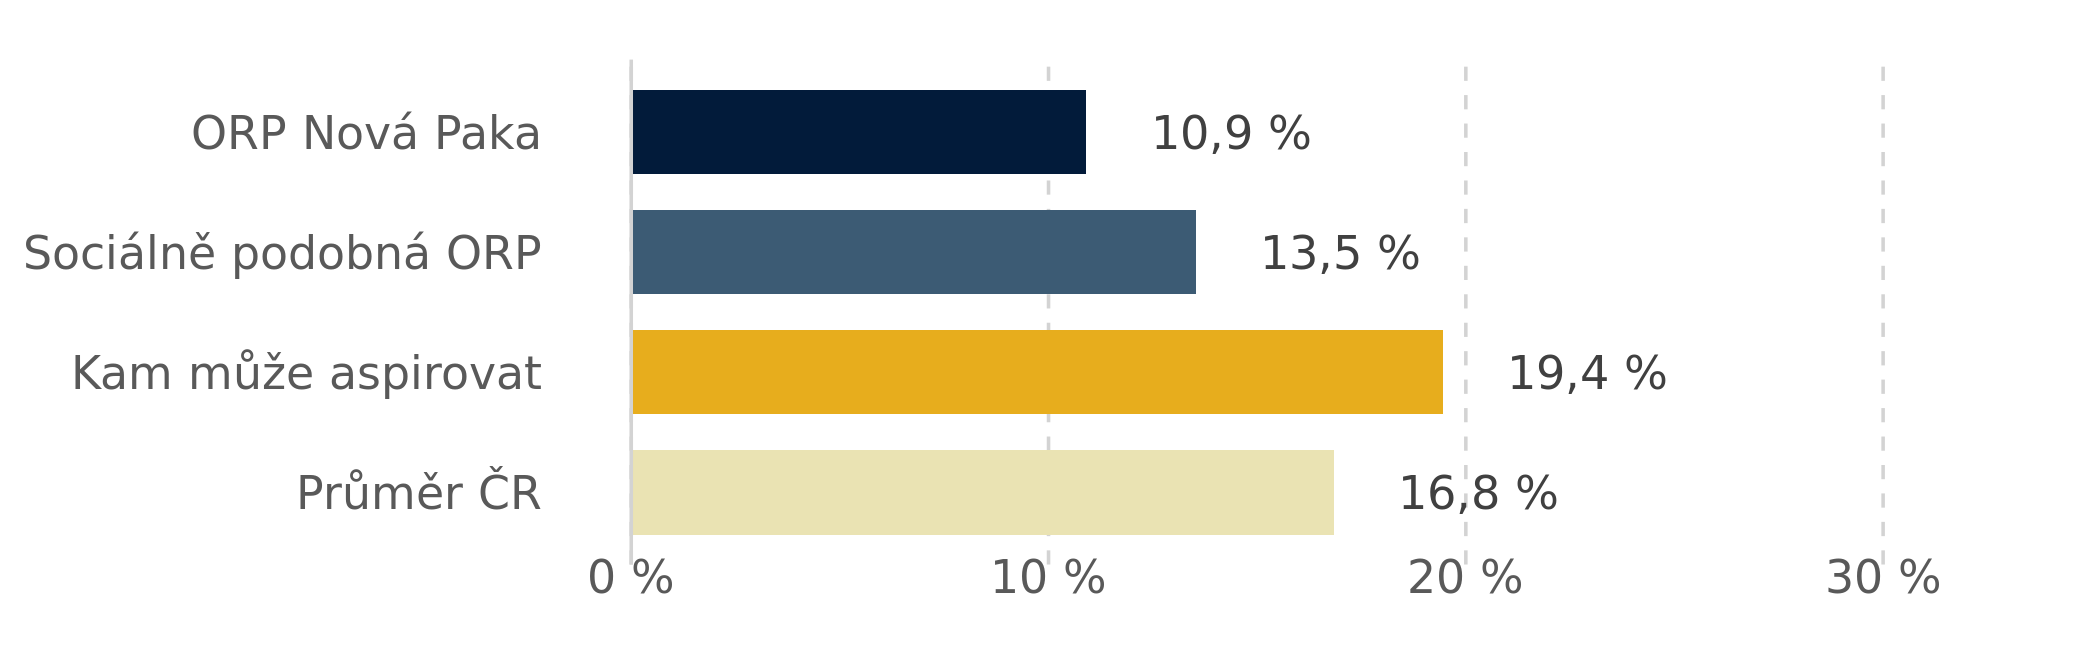 ORP Nová Paka 10,9 %
Sociálně podobná ORP 13,5 %
Kam může aspirovat 19,4 %
Průměr ČR 16,8 %
0 % 10 % 20 % 30 %